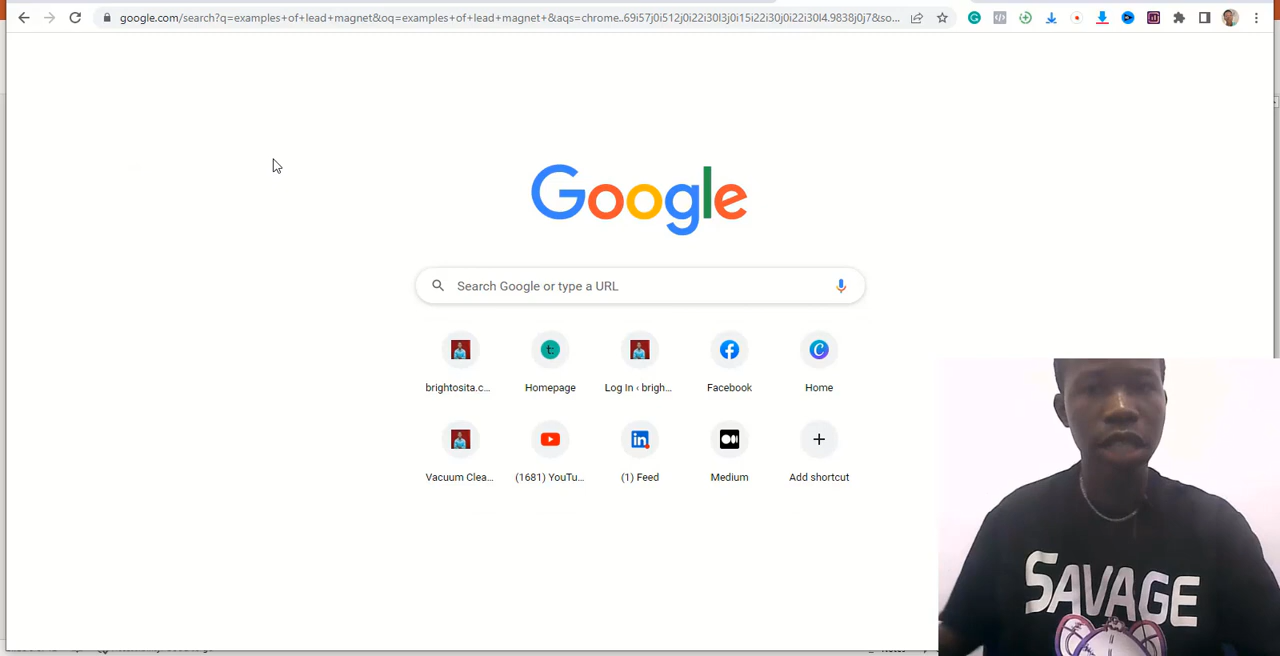 google.com/search?q=examples+of+lead+magnet&oq=examples+of+lead+magnet+&aqs=chrome..69i57j0i512j0i22i30l3j0i15i22i30j0i22i30l4.9838j0j7&so...
Google
Search Google or type a URL
brightosita.c...
Homepage
Log In ‹ brigh...
Facebook
Home
Vacuum Clea...
(1681) YouTu...
(1) Feed
Medium
Add shortcut
SAVAGE